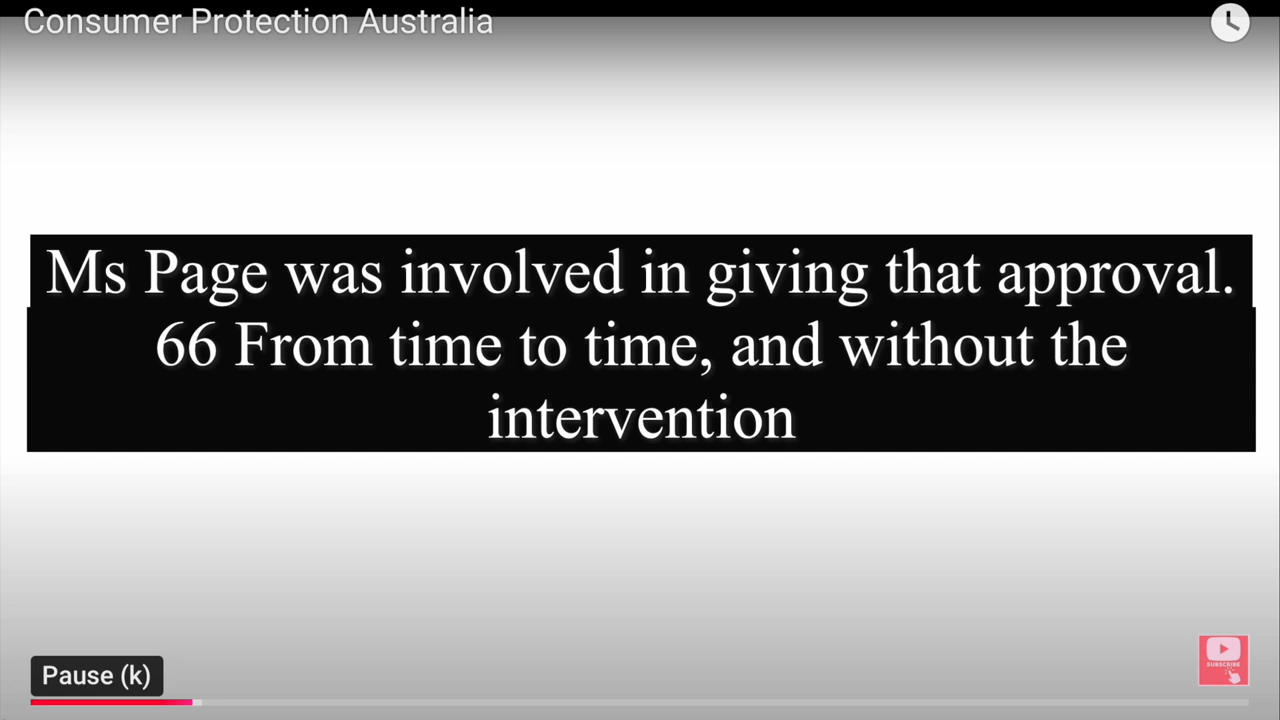 Consumer Protection Australia
Ms Page was involved in giving that approval.
66 From time to time, and without the
intervention
SUBSCRIBE
Pause (k)